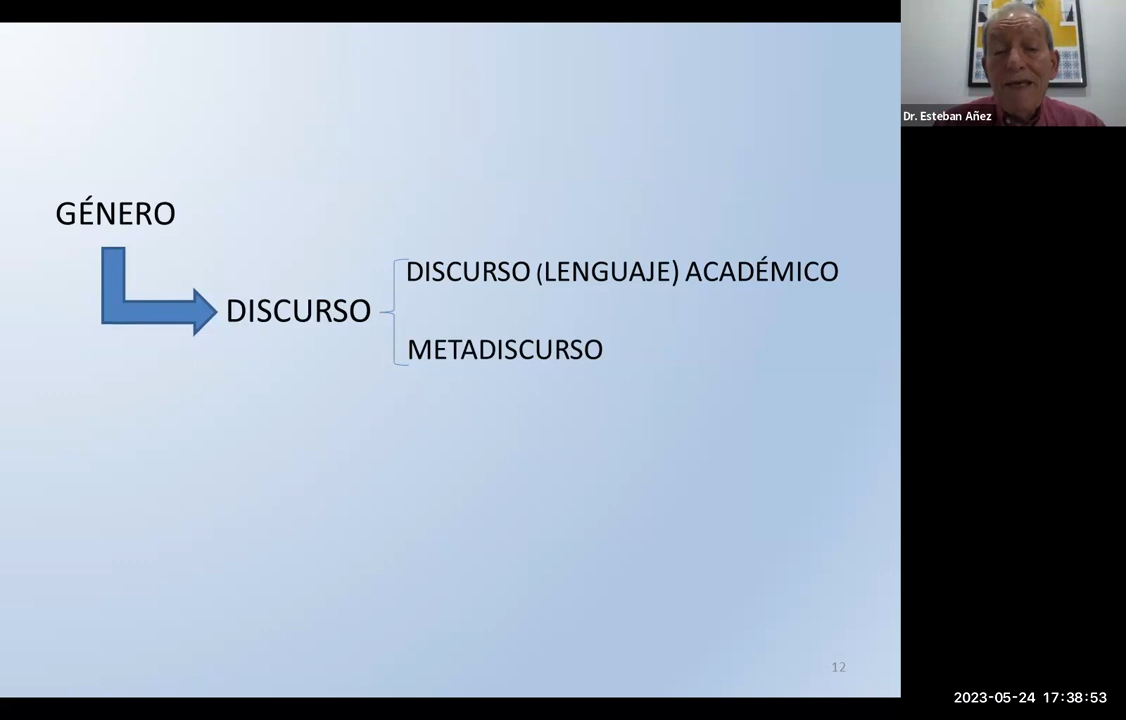 Dr. Esteban Añez
GÉNERO
DISCURSO (LENGUAJE) ACADÉMICO
DISCURSO
METADISCURSO
12
2023-05-24 17:38:53